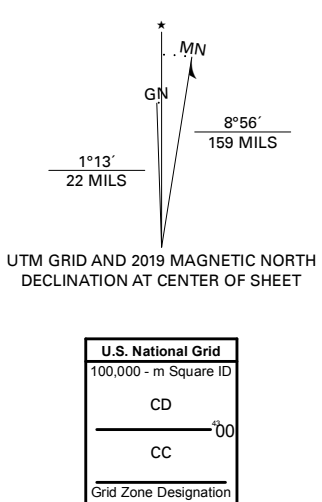 ★
MN
GN
8°56´
159 MILS
1°13´
22 MILS
UTM GRID AND 2019 MAGNETIC NORTH
DECLINATION AT CENTER OF SHEET
U.S. National Grid
100,000 - m Square ID
CD
4300
CC
Grid Zone Designation